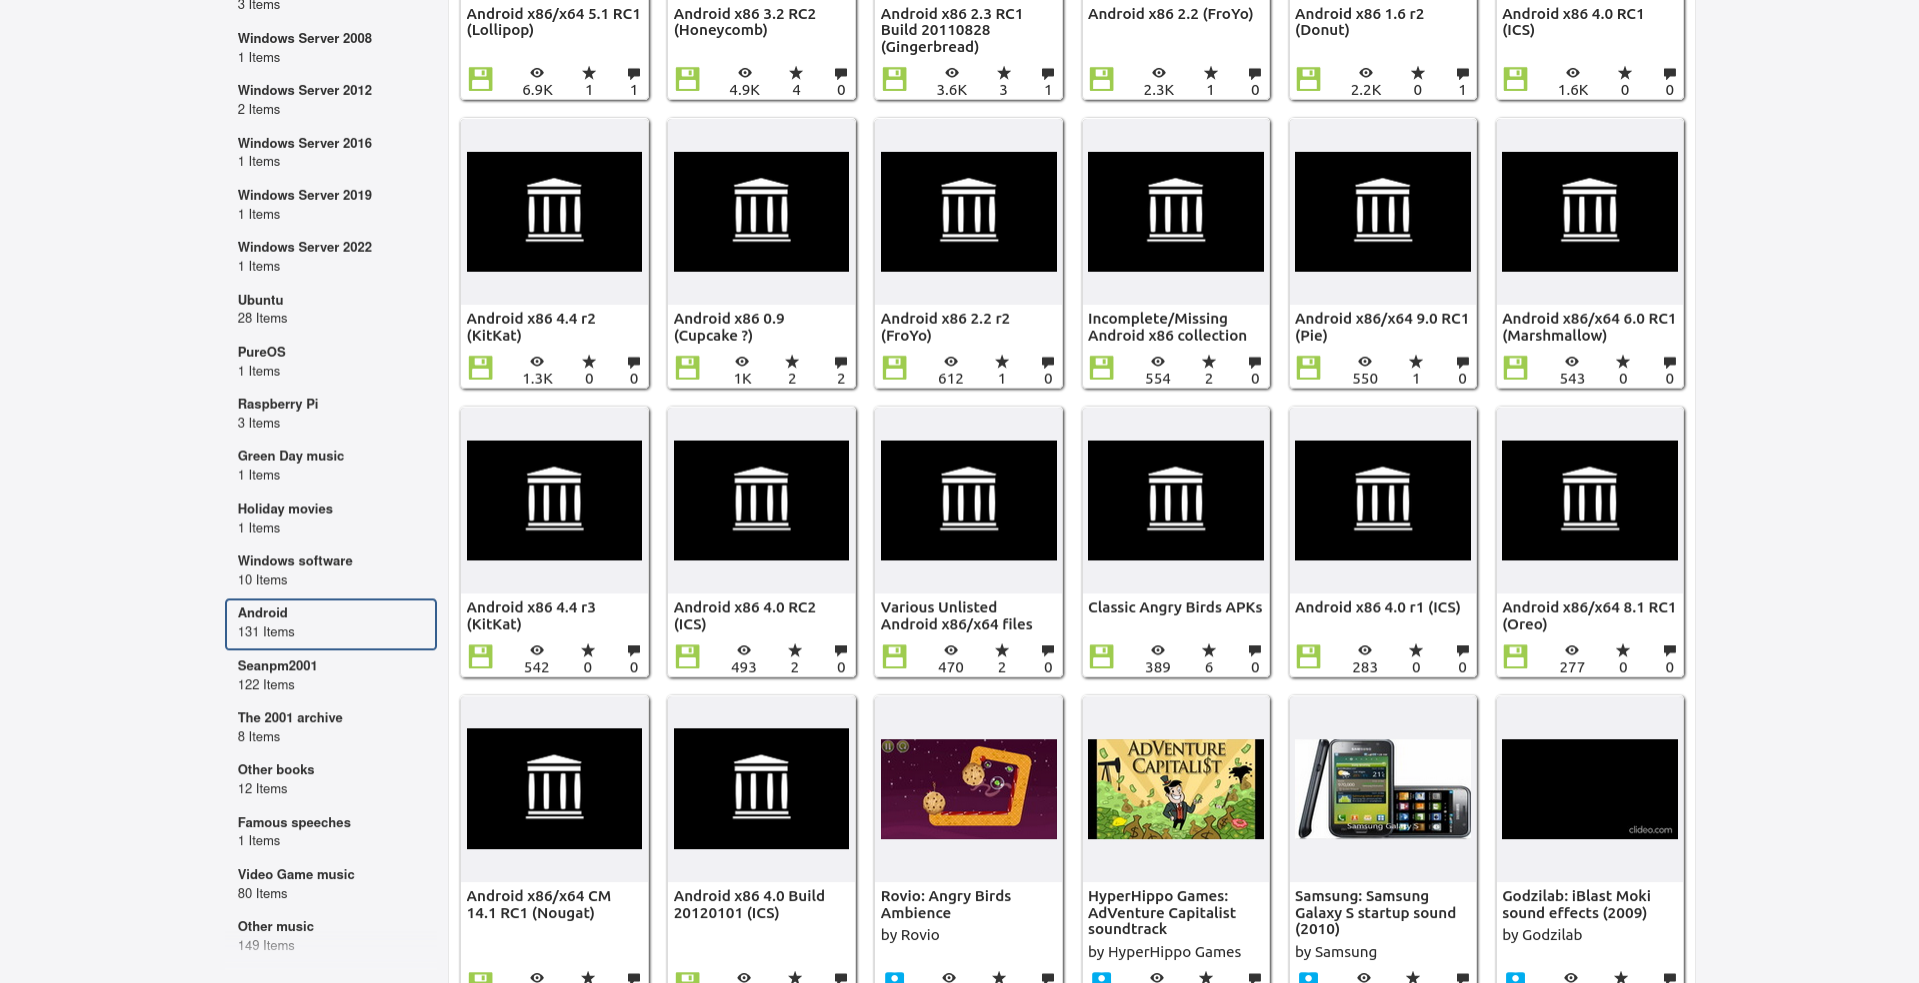 3 Items
Windows Server 2008
1 Items
Windows Server 2012
2 Items
Windows Server 2016
1 Items
Windows Server 2019
1 Items
Windows Server 2022
1 Items
Ubuntu
28 Items
PureOS
1 Items
Raspberry Pi
3 Items
Green Day music
1 Items
Holiday movies
1 Items
Windows software
10 Items
Android
131 Items
Seanpm2001
122 Items
The 2001 archive
8 Items
Other books
12 Items
Famous speeches
1 Items
Video Game music
80 Items
Other music
149 Items
Android x86/x64 5.1 RC1
(Lollipop)
6.9K 1 1
Android x86 3.2 RC2
(Honeycomb)
4.9K 4 0
Android x86 2.3 RC1
Build 20110828
(Gingerbread)
3.6K 3 1
Android x86 2.2 (FroYo)
2.3K 1 0
Android x86 1.6 r2
(Donut)
2.2K 0 1
Android x86 4.0 RC1
(ICS)
1.6K 0 0
Android x86 4.4 r2
(KitKat)
1.3K 0 0
Android x86 0.9
(Cupcake ?)
1K 2 2
Android x86 2.2 r2
(FroYo)
612 1 0
Incomplete/Missing
Android x86 collection
554 2 0
Android x86/x64 9.0 RC1
(Pie)
550 1 0
Android x86/x64 6.0 RC1
(Marshmallow)
543 0 0
Android x86 4.4 r3
(KitKat)
542 0 0
Android x86 4.0 RC2
(ICS)
493 2 0
Various Unlisted
Android x86/x64 files
470 2 0
Classic Angry Birds APKs
389 6 0
Android x86 4.0 r1 (ICS)
283 0 0
Android x86/x64 8.1 RC1
(Oreo)
277 0 0
Android x86/x64 CM
14.1 RC1 (Nougat)
Android x86 4.0 Build
20120101 (ICS)
Rovio: Angry Birds
Ambience
by Rovio
ADVENTURE
CAPITALI$T
HyperHippo Games:
AdVenture Capitalist
soundtrack
by HyperHippo Games
Samsung Galaxy S
Samsung: Samsung
Galaxy S startup sound
(2010)
by Samsung
clideo.com
Godzilab: iBlast Moki
sound effects (2009)
by Godzilab